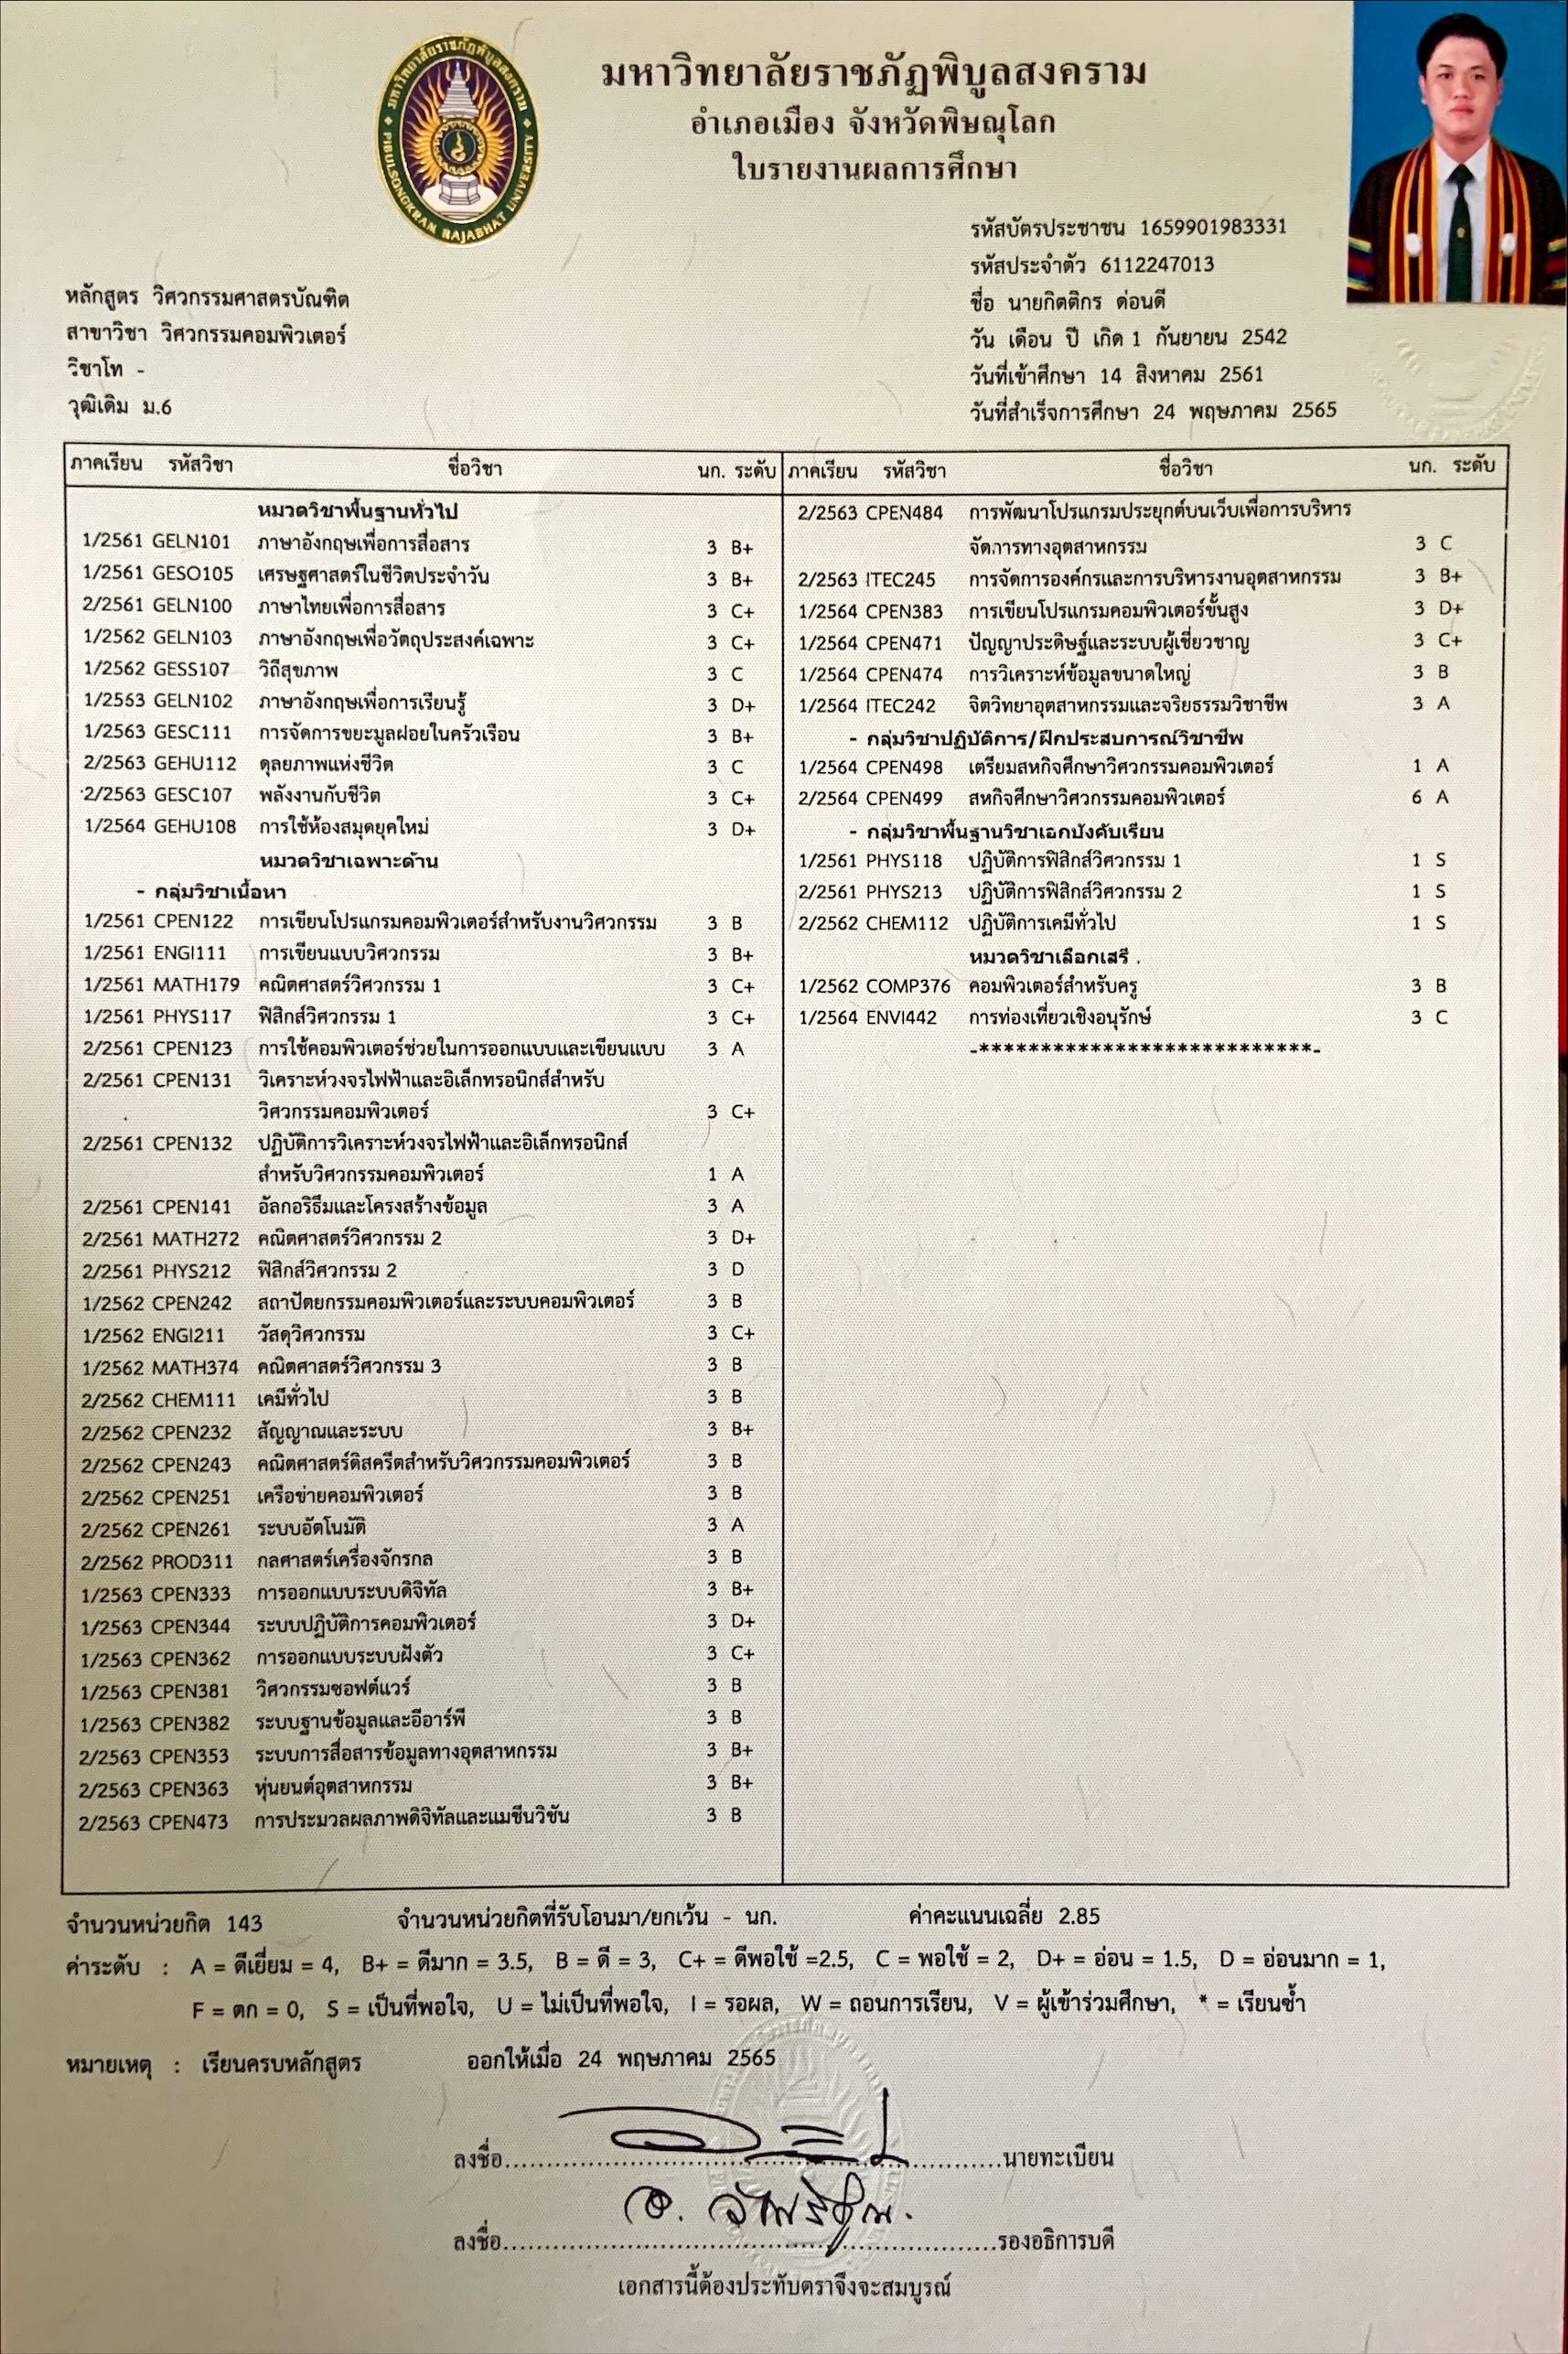 มหาวิทยาลัยราชภัฏพิบูลสงคราม
PIBULSONGKRAM RAJABHAT UNIVERSITY
มหาวิทยาลัยราชภัฏพิบูลสงคราม
อำเภอเมือง จังหวัดพิษณุโลก
ใบรายงานผลการศึกษา
รหัสบัตรประชาชน 1659901983331
รหัสประจำตัว 6112247013
ชื่อ นายกิตติกร ด่อนดี
วัน เดือน ปี เกิด 1 กันยายน 2542
วันที่เข้าศึกษา 14 สิงหาคม 2561
วันที่สำเร็จการศึกษา 24 พฤษภาคม 2565
หลักสูตร วิศวกรรมศาสตรบัณฑิต
สาขาวิชา วิศวกรรมคอมพิวเตอร์
วิชาโท -
วุฒิเดิม ม.6
ภาคเรียน รหัสวิชา ชื่อวิชา นก. ระดับ
หมวดวิชาพื้นฐานทั่วไป
1/2561 GELN101 ภาษาอังกฤษเพื่อการสื่อสาร 3 B+
1/2561 GESO105 เศรษฐศาสตร์ในชีวิตประจำวัน 3 B+
2/2561 GELN100 ภาษาไทยเพื่อการสื่อสาร 3 C+
1/2562 GELN103 ภาษาอังกฤษเพื่อวัตถุประสงค์เฉพาะ 3 C+
1/2562 GESS107 วิถีสุขภาพ 3 C
1/2563 GELN102 ภาษาอังกฤษเพื่อการเรียนรู้ 3 D+
1/2563 GESC111 การจัดการขยะมูลฝอยในครัวเรือน 3 B+
2/2563 GEHU112 ดุลยภาพแห่งชีวิต 3 C
2/2563 GESC107 พลังงานกับชีวิต 3 C+
1/2564 GEHU108 การใช้ห้องสมุดยุคใหม่ 3 D+
หมวดวิชาเฉพาะด้าน
- กลุ่มวิชาเนื้อหา
1/2561 CPEN122 การเขียนโปรแกรมคอมพิวเตอร์สำหรับงานวิศวกรรม 3 B
1/2561 ENGI111 การเขียนแบบวิศวกรรม 3 B+
1/2561 MATH179 คณิตศาสตร์วิศวกรรม 1 3 C+
1/2561 PHYS117 ฟิสิกส์วิศวกรรม 1 3 C+
2/2561 CPEN123 การใช้คอมพิวเตอร์ช่วยในการออกแบบและเขียนแบบ 3 A
2/2561 CPEN131 วิเคราะห์วงจรไฟฟ้าและอิเล็กทรอนิกส์สำหรับ
วิศวกรรมคอมพิวเตอร์ 3 C+
2/2561 CPEN132 ปฏิบัติการวิเคราะห์วงจรไฟฟ้าและอิเล็กทรอนิกส์
สำหรับวิศวกรรมคอมพิวเตอร์ 1 A
2/2561 CPEN141 อัลกอริธึมและโครงสร้างข้อมูล 3 A
2/2561 MATH272 คณิตศาสตร์วิศวกรรม 2 3 D+
2/2561 PHYS212 ฟิสิกส์วิศวกรรม 2 3 D
1/2562 CPEN242 สถาปัตยกรรมคอมพิวเตอร์และระบบคอมพิวเตอร์ 3 B
1/2562 ENGI211 วัสดุวิศวกรรม 3 C+
1/2562 MATH374 คณิตศาสตร์วิศวกรรม 3 3 B
2/2562 CHEM111 เคมีทั่วไป 3 B
2/2562 CPEN232 สัญญาณและระบบ 3 B+
2/2562 CPEN243 คณิตศาสตร์ดิสครีตสำหรับวิศวกรรมคอมพิวเตอร์ 3 B
2/2562 CPEN251 เครือข่ายคอมพิวเตอร์ 3 B
2/2562 CPEN261 ระบบอัตโนมัติ 3 A
2/2562 PROD311 กลศาสตร์เครื่องจักรกล 3 B
1/2563 CPEN333 การออกแบบระบบดิจิทัล 3 B+
1/2563 CPEN344 ระบบปฏิบัติการคอมพิวเตอร์ 3 D+
1/2563 CPEN362 การออกแบบระบบฝังตัว 3 C+
1/2563 CPEN381 วิศวกรรมซอฟต์แวร์ 3 B
1/2563 CPEN382 ระบบฐานข้อมูลและอีอาร์พี 3 B
2/2563 CPEN353 ระบบการสื่อสารข้อมูลทางอุตสาหกรรม 3 B+
2/2563 CPEN363 หุ่นยนต์อุตสาหกรรม 3 B+
2/2563 CPEN473 การประมวลผลภาพดิจิทัลและแมชีนวิชัน 3 B
ภาคเรียน รหัสวิชา ชื่อวิชา นก. ระดับ
2/2563 CPEN484 การพัฒนาโปรแกรมประยุกต์บนเว็บเพื่อการบริหาร
จัดการทางอุตสาหกรรม 3 C
2/2563 ITEC245 การจัดการองค์กรและการบริหารงานอุตสาหกรรม 3 B+
1/2564 CPEN383 การเขียนโปรแกรมคอมพิวเตอร์ขั้นสูง 3 D+
1/2564 CPEN471 ปัญญาประดิษฐ์และระบบผู้เชี่ยวชาญ 3 C+
1/2564 CPEN474 การวิเคราะห์ข้อมูลขนาดใหญ่ 3 B
1/2564 ITEC242 จิตวิทยาอุตสาหกรรมและจริยธรรมวิชาชีพ 3 A
- กลุ่มวิชาปฏิบัติการ/ฝึกประสบการณ์วิชาชีพ
1/2564 CPEN498 เตรียมสหกิจศึกษาวิศวกรรมคอมพิวเตอร์ 1 A
2/2564 CPEN499 สหกิจศึกษาวิศวกรรมคอมพิวเตอร์ 6 A
- กลุ่มวิชาพื้นฐานวิชาเอกบังคับเรียน
1/2561 PHYS118 ปฏิบัติการฟิสิกส์วิศวกรรม 1 1 S
2/2561 PHYS213 ปฏิบัติการฟิสิกส์วิศวกรรม 2 1 S
2/2562 CHEM112 ปฏิบัติการเคมีทั่วไป 1 S
หมวดวิชาเลือกเสรี
1/2562 COMP376 คอมพิวเตอร์สำหรับครู 3 B
1/2564 ENVI442 การท่องเที่ยวเชิงอนุรักษ์ 3 C
-***************************-
จำนวนหน่วยกิต 143 จำนวนหน่วยกิตที่รับโอนมา/ยกเว้น - นก. ค่าคะแนนเฉลี่ย 2.85
ค่าระดับ : A = ดีเยี่ยม = 4, B+ = ดีมาก = 3.5, B = ดี = 3, C+ = ดีพอใช้ =2.5, C = พอใช้ = 2, D+ = อ่อน = 1.5, D = อ่อนมาก = 1,
F = ตก = 0, S = เป็นที่พอใจ, U = ไม่เป็นที่พอใจ, I = รอผล, W = ถอนการเรียน, V = ผู้เข้าร่วมศึกษา, * = เรียนซ้ำ
หมายเหตุ : เรียนครบหลักสูตร ออกให้เมื่อ 24 พฤษภาคม 2565
ลงชื่อ........................................นายทะเบียน
ลงชื่อ........................................รองอธิการบดี
เอกสารนี้ต้องประทับตราจึงจะสมบูรณ์